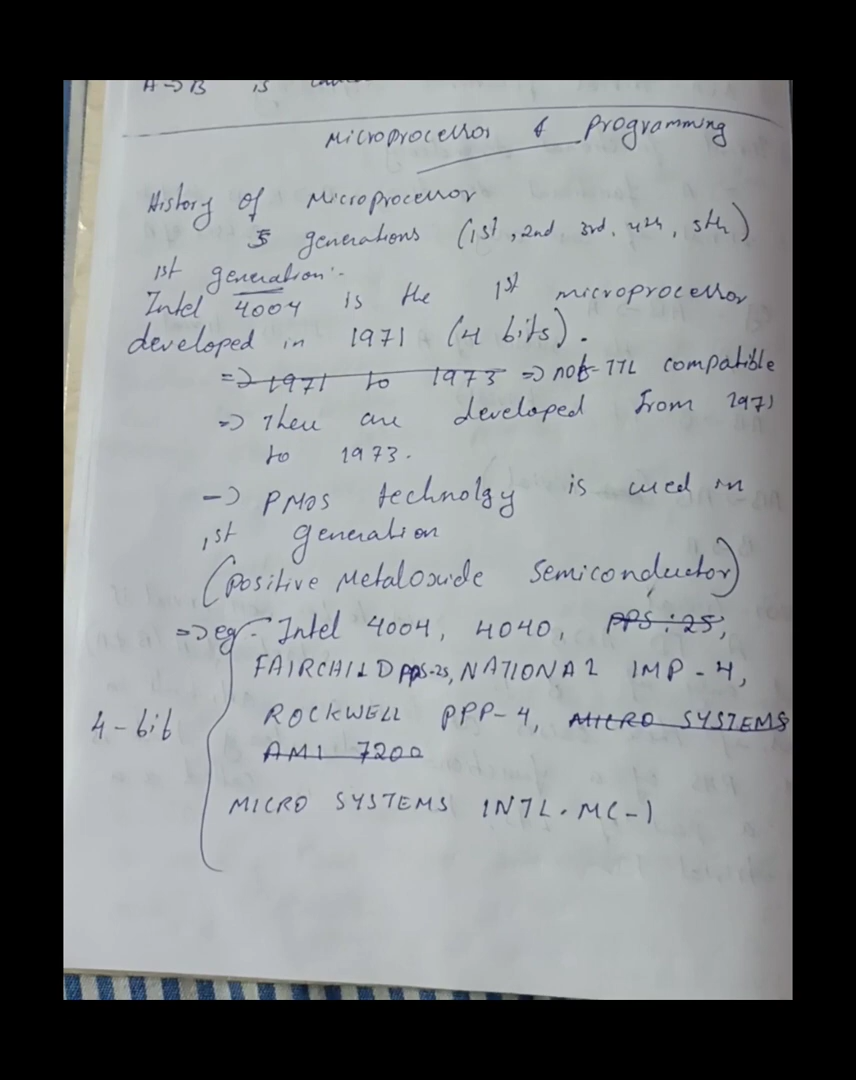 A->B is
Microprocessor & Programming
History of Microprocessor
5 generations (1st, 2nd, 3rd, 4th, 5th)
1st generation:-
Intel 4004 is the 1st microprocessor
developed in 1971 (4 bits).
=> 1971 to 1973 => not TTL compatible
=> These are developed from 1971
to 1973.
-> PMOS technolgy is used in
1st generation
(Positive Metaloxide Semiconductor)
=> eg:- Intel 4004, 4040, PPS:25,
FAIRCHILD PPS-25, NATIONAL IMP-4,
4-bit
ROCKWELL PPP-4, MICRO SYSTEMS
AMI 7200
MICRO SYSTEMS INTL. MC-1